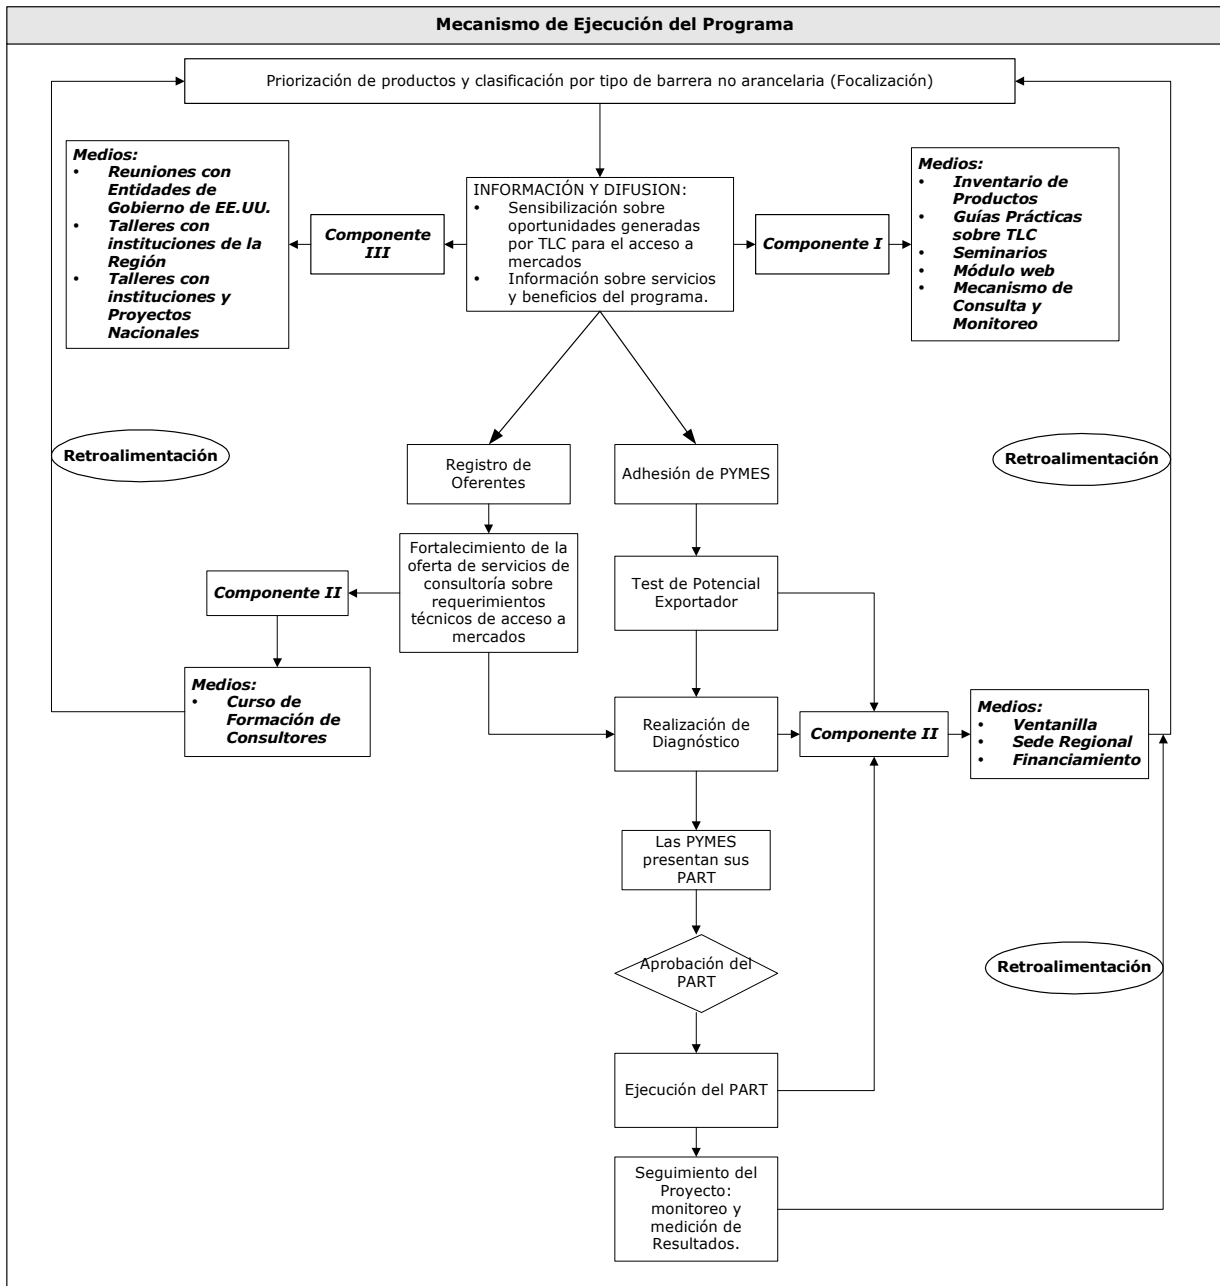 Mecanismo de Ejecución del Programa
Priorización de productos y clasificación por tipo de barrera no arancelaria (Focalización)
Medios:
• Reuniones con
Entidades de
Gobierno de EE.UU.
• Talleres con
instituciones de la
Región
• Talleres con
instituciones y
Proyectos
Nacionales
Componente
III
INFORMACIÓN Y DIFUSION:
• Sensibilización sobre
oportunidades generadas
por TLC para el acceso a
mercados
• Información sobre servicios
y beneficios del programa.
Componente I
Medios:
• Inventario de
Productos
• Guías Prácticas
sobre TLC
• Seminarios
• Módulo web
• Mecanismo de
Consulta y
Monitoreo
Retroalimentación
Registro de
Oferentes
Adhesión de PYMES
Retroalimentación
Componente II
Fortalecimiento de la
oferta de servicios de
consultoría sobre
requerimientos
técnicos de acceso a
mercados
Test de Potencial
Exportador
Medios:
• Curso de
Formación de
Consultores
Realización de
Diagnóstico
Componente II
Medios:
• Ventanilla
• Sede Regional
• Financiamiento
Las PYMES
presentan sus
PART
Aprobación del
PART
Retroalimentación
Ejecución del PART
Seguimiento del
Proyecto:
monitoreo y
medición de
Resultados.